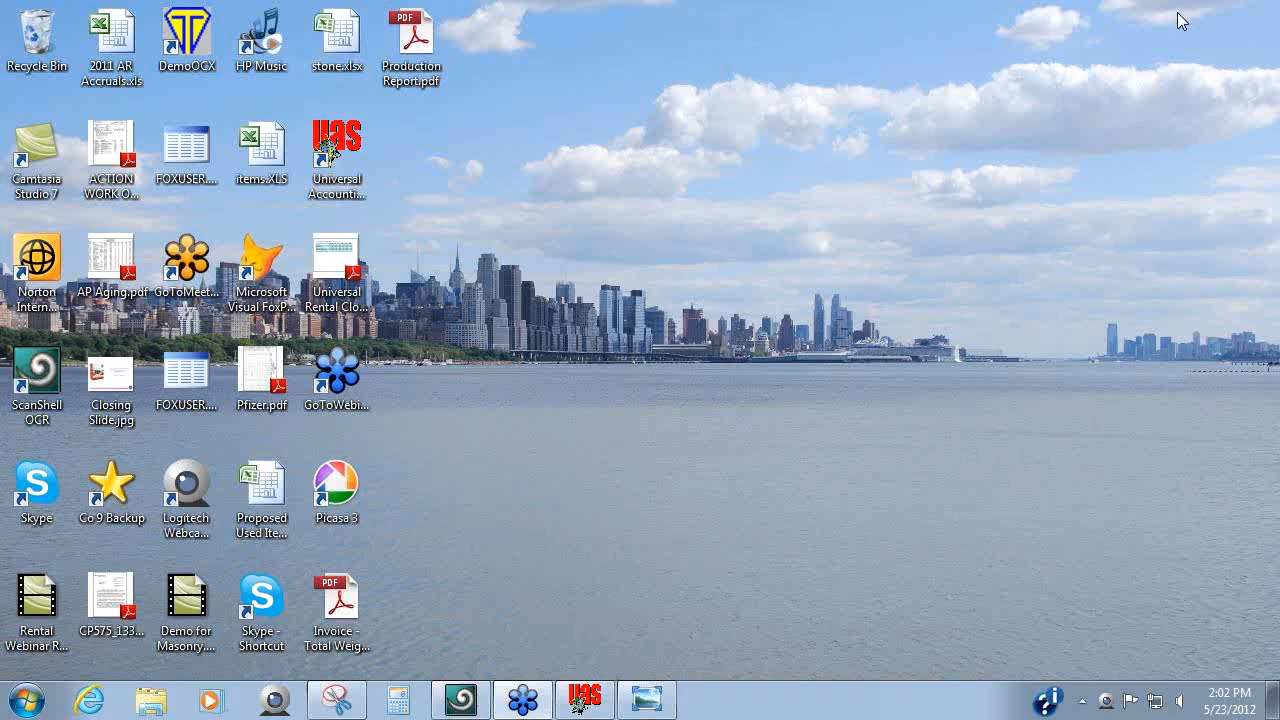 Recycle Bin
2011 AR
Accruals.xls
DemoOCX
HP Music
stone.xlsx
PDF
Production
Report.pdf
Camtasia
Studio 7
ACTION
WORK O...
FOXUSER....
items.XLS
uas
Universal
Accounti...
Norton
Intern...
AP Aging.pdf
GoToMeet...
Microsoft
Visual FoxP...
Universal
Rental Clo...
ScanShell
OCR
Closing
Slide.jpg
FOXUSER....
Pfizer.pdf
GoToWebi...
Skype
Go 9 Backup
Logitech
Webca...
Proposed
Used Ite...
Picasa 3
Rental
Webinar R...
CP575_133...
Demo for
Masonry....
Skype -
Shortcut
PDF
Invoice -
Total Weig...
uas
2:02 PM
5/23/2012